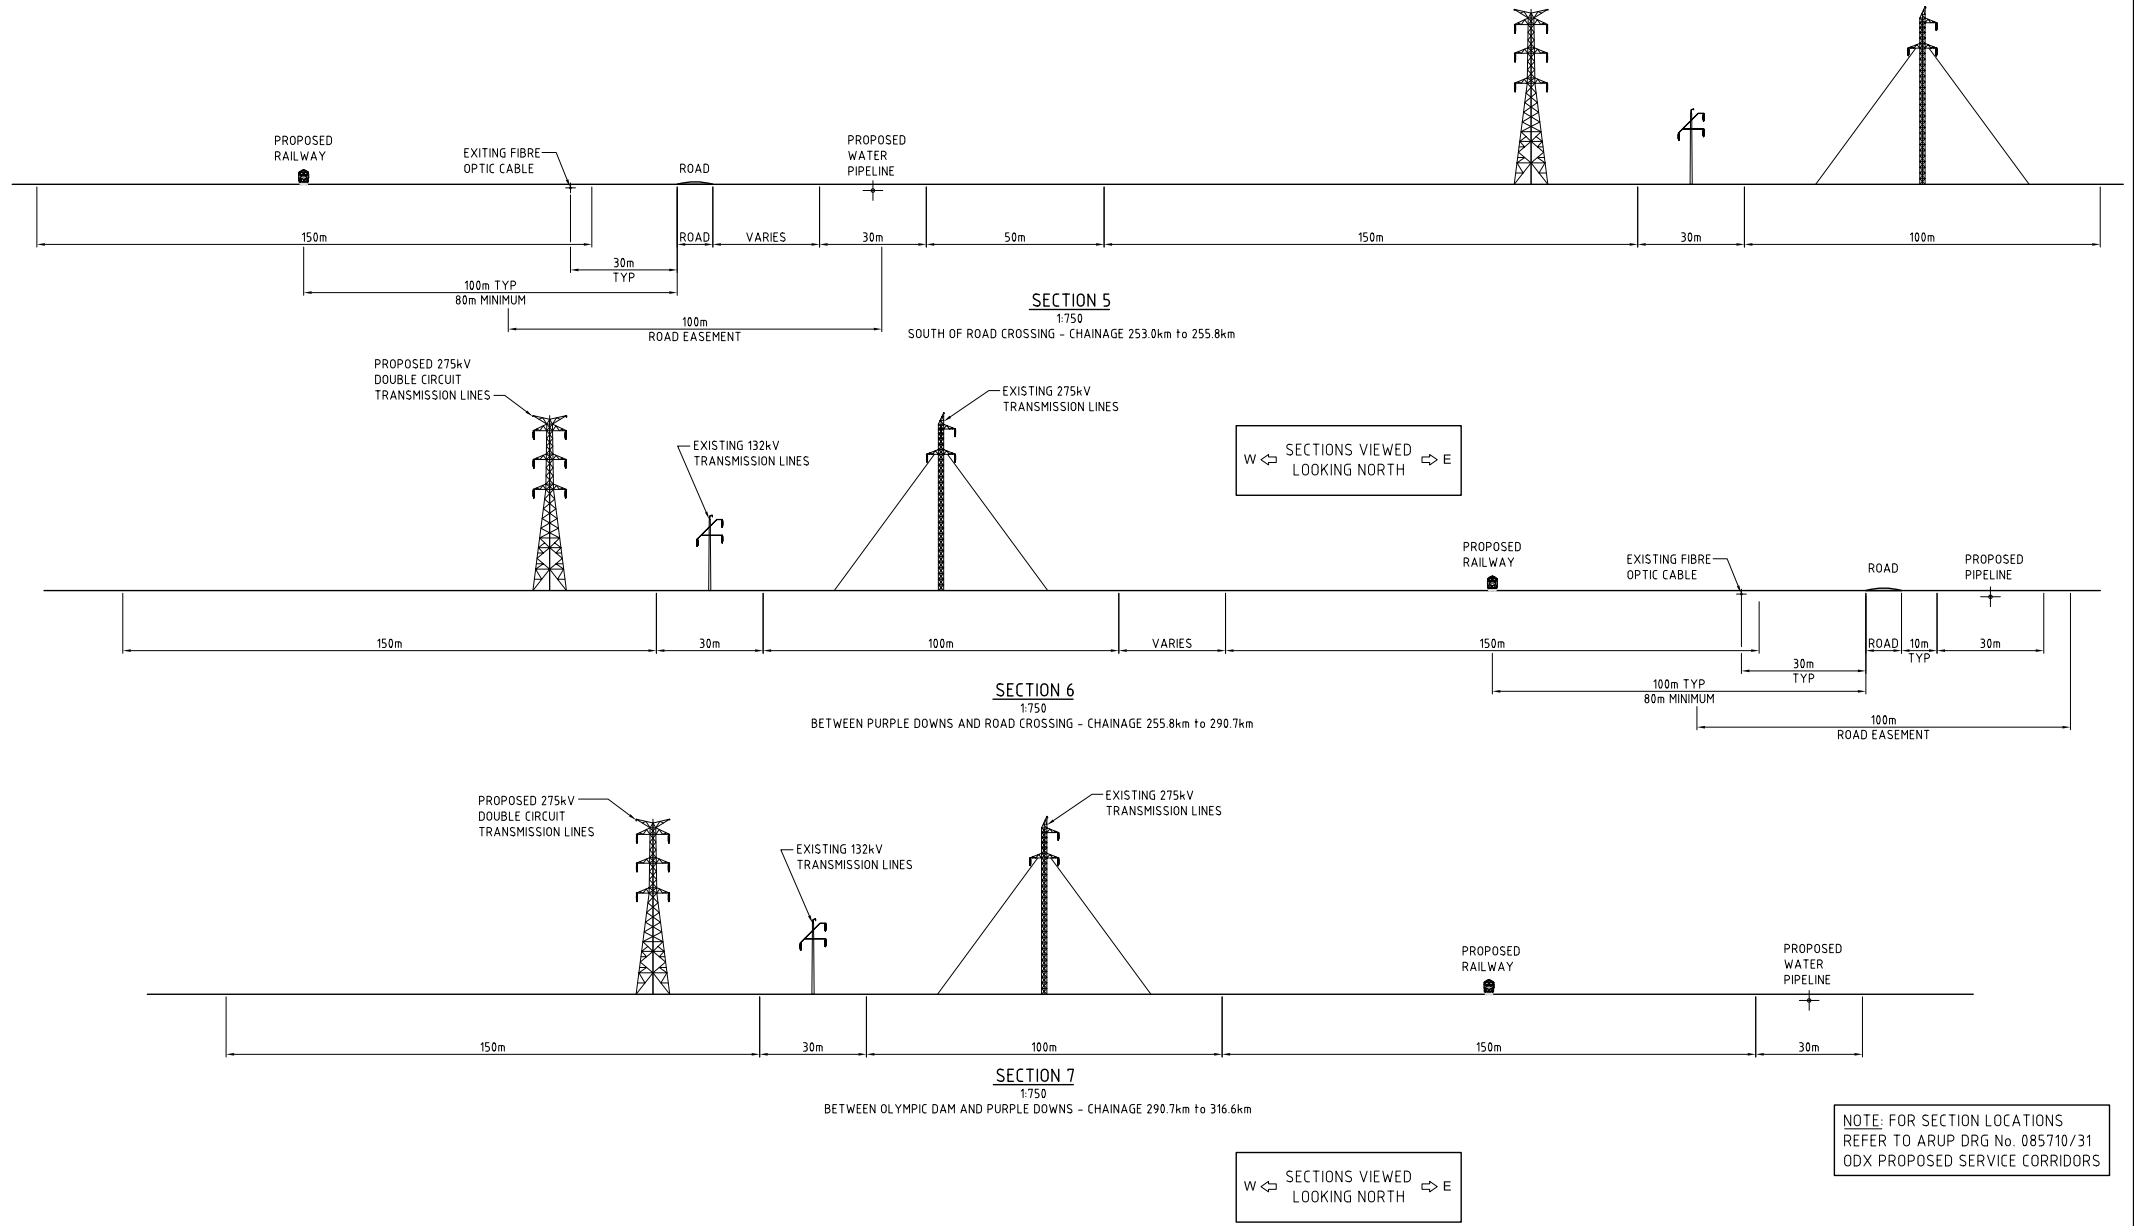 PROPOSED
RAILWAY
EXITING FIBRE
OPTIC CABLE
ROAD
PROPOSED
WATER
PIPELINE
150m
ROAD
VARIES
30m
50m
150m
30m
100m
30m
TYP
100m TYP
80m MINIMUM
100m
ROAD EASEMENT
SECTION 5
1:750
SOUTH OF ROAD CROSSING - CHAINAGE 253.0km to 255.8km
PROPOSED 275kV
DOUBLE CIRCUIT
TRANSMISSION LINES
EXISTING 132kV
TRANSMISSION LINES
EXISTING 275kV
TRANSMISSION LINES
W SECTIONS VIEWED E
LOOKING NORTH
PROPOSED
RAILWAY
EXISTING FIBRE
OPTIC CABLE
ROAD
PROPOSED
PIPELINE
150m
30m
100m
VARIES
150m
ROAD
10m
TYP
30m
30m
TYP
100m TYP
80m MINIMUM
100m
ROAD EASEMENT
SECTION 6
1:750
BETWEEN PURPLE DOWNS AND ROAD CROSSING - CHAINAGE 255.8km to 290.7km
PROPOSED 275kV
DOUBLE CIRCUIT
TRANSMISSION LINES
EXISTING 132kV
TRANSMISSION LINES
EXISTING 275kV
TRANSMISSION LINES
PROPOSED
RAILWAY
PROPOSED
WATER
PIPELINE
150m
30m
100m
150m
30m
SECTION 7
1:750
BETWEEN OLYMPIC DAM AND PURPLE DOWNS - CHAINAGE 290.7km to 316.6km
NOTE: FOR SECTION LOCATIONS
REFER TO ARUP DRG No. 085710/31
ODX PROPOSED SERVICE CORRIDORS
W SECTIONS VIEWED E
LOOKING NORTH